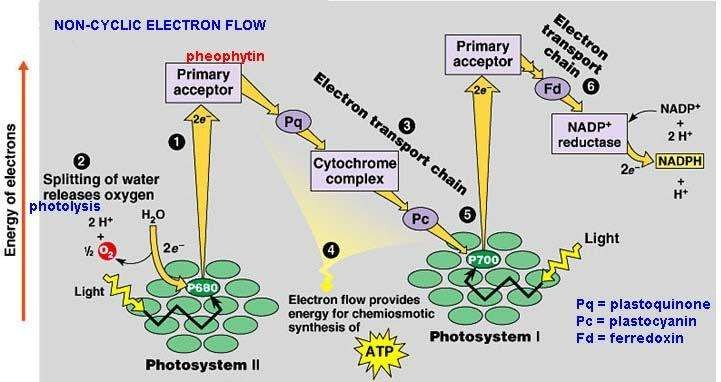 NON-CYCLIC ELECTRON FLOW
pheophytin
Primary
acceptor
2e
1
2
Splitting of water
releases oxygen
photolysis
2 H+
+
½ O2
H2O
2e−
Light
P680
Photosystem II
Energy of electrons
Pq
Electron transport chain
3
Cytochrome
complex
Pc
4
Electron flow provides
energy for chemiosmotic
synthesis of
ATP
5
Primary
acceptor
2e
Electron
transport
chain
6
Fd
NADP+
reductase
NADP+
+
2 H+
2e−
NADPH
+
H+
Light
P700
Photosystem I
Pq = plastoquinone
Pc = plastocyanin
Fd = ferredoxin